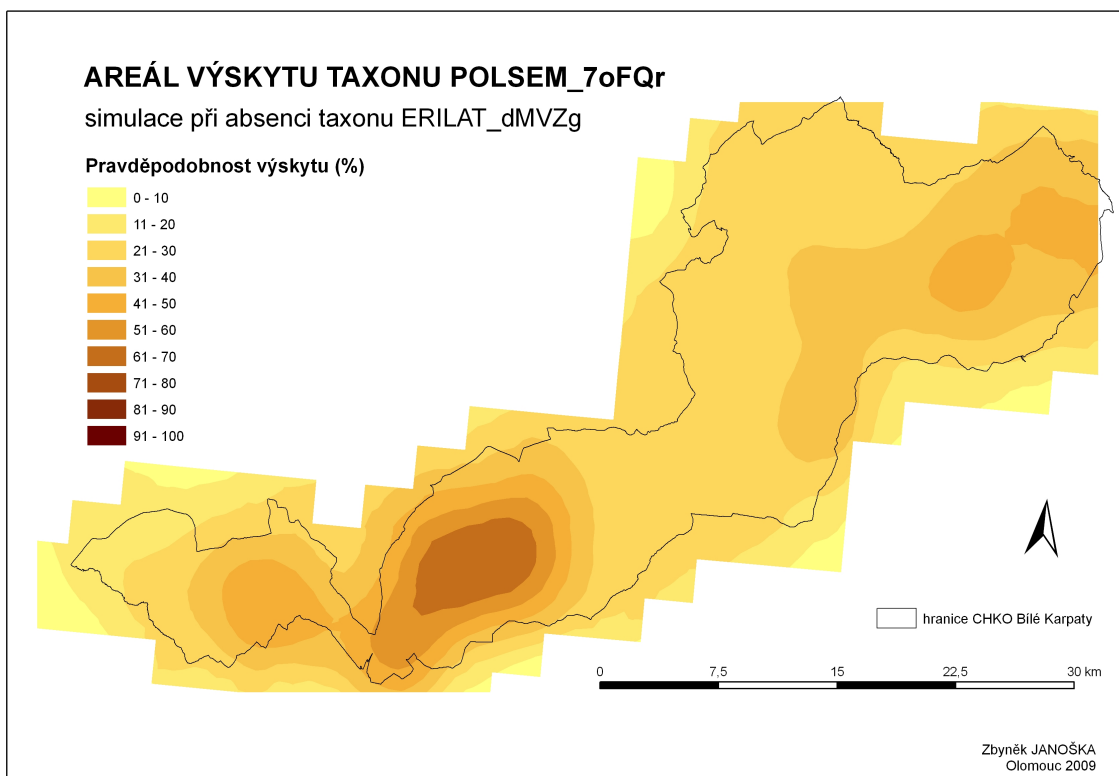 AREÁL VÝSKYTU TAXONU POLSEM_7oFQr
simulace při absenci taxonu ERILAT_dMVZg
Pravděpodobnost výskytu (%)
0 - 10
11 - 20
21 - 30
31 - 40
41 - 50
51 - 60
61 - 70
71 - 80
81 - 90
91 - 100
hranice CHKO Bílé Karpaty
0 7,5 15 22,5 30 km
Zbyněk JANOŠKA
Olomouc 2009